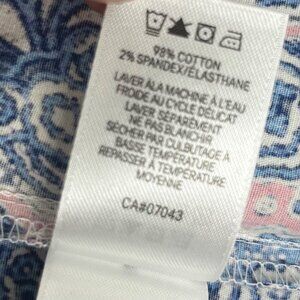 98% COTTON
2% SPANDEX/ELASTHANE
LAVER À LA MACHINE À L'EAU
FROIDE AU CYCLE DÉLICAT
LAVER SÉPARÉMENT
NE PAS BLANCHIR
SÉCHER PAR CULBUTAGE À
BASSE TEMPÉRATURE
REPASSER À TEMPÉRATURE
MOYENNE
CA#07043